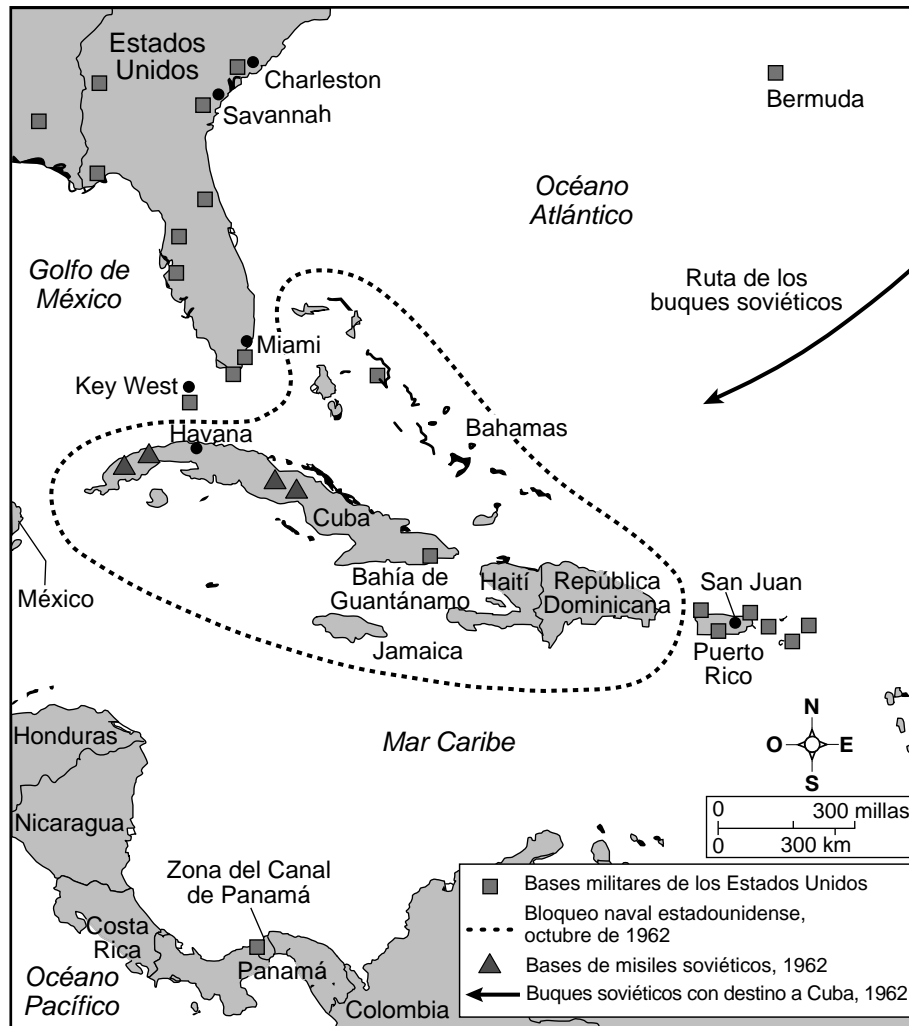 Estados
Unidos
Charleston
Savannah
Bermuda
Océano
Atlántico
Golfo de
México
Ruta de los
buques soviéticos
Miami
Key West
Havana
Bahamas
Cuba
México
Bahía de
Guantánamo
Haití
República
Dominicana
San Juan
Jamaica
Puerto
Rico
Mar Caribe
N
O
E
S
Honduras
Nicaragua
0 300 millas
0 300 km
Zona del Canal
de Panamá
Costa
Rica
Panamá
Océano
Pacífico
Colombia
Bases militares de los Estados Unidos
Bloqueo naval estadounidense,
octubre de 1962
Bases de misiles soviéticos, 1962
Buques soviéticos con destino a Cuba, 1962